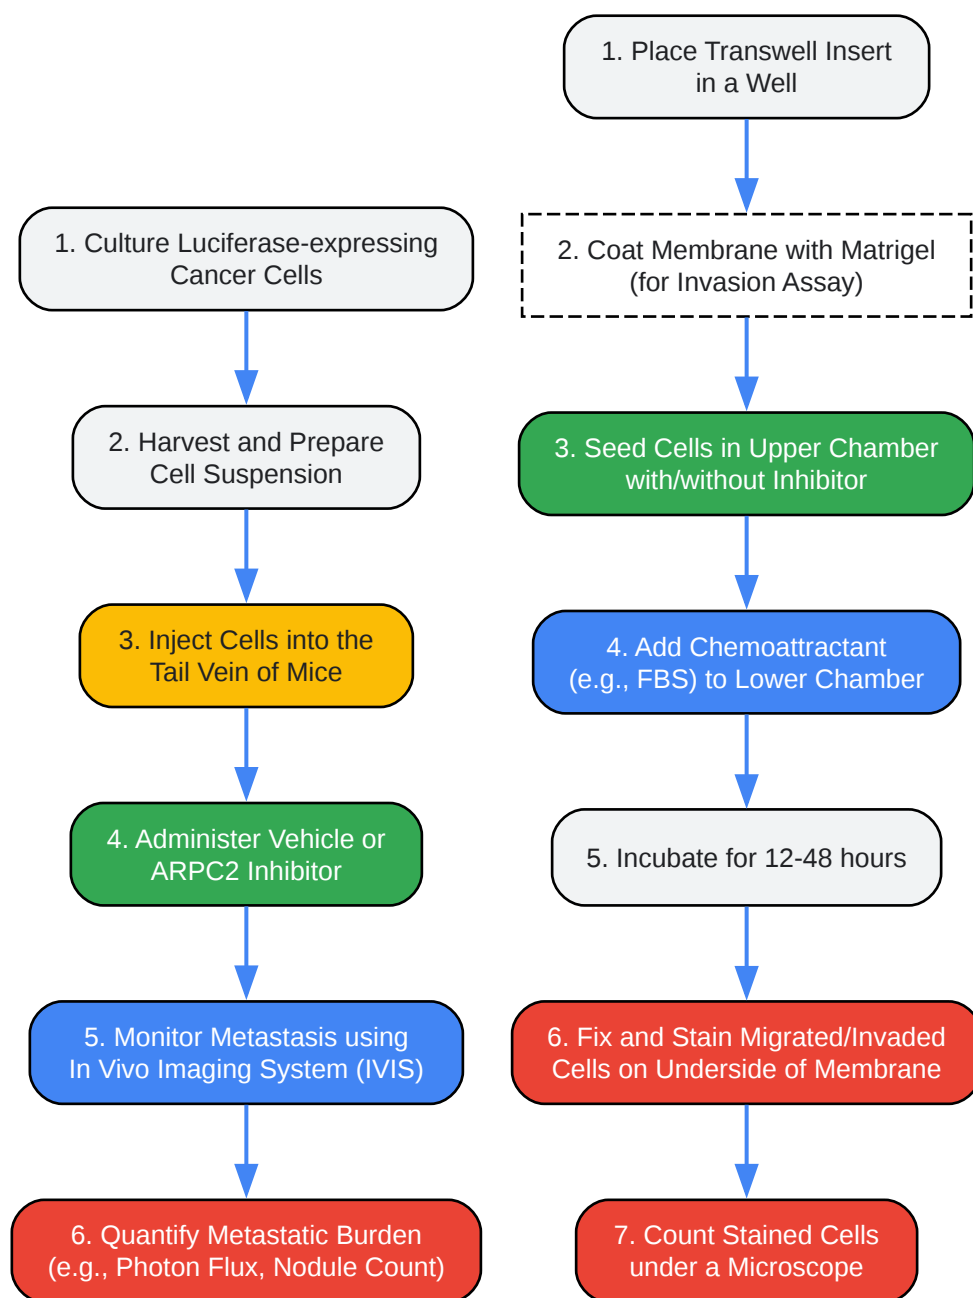 1. Culture Luciferase-expressing
Cancer Cells
2. Harvest and Prepare
Cell Suspension
3. Inject Cells into the
Tail Vein of Mice
4. Administer Vehicle or
ARPC2 Inhibitor
5. Monitor Metastasis using
In Vivo Imaging System (IVIS)
6. Quantify Metastatic Burden
(e.g., Photon Flux, Nodule Count)
1. Place Transwell Insert
in a Well
2. Coat Membrane with Matrigel
(for Invasion Assay)
3. Seed Cells in Upper Chamber
with/without Inhibitor
4. Add Chemoattractant
(e.g., FBS) to Lower Chamber
5. Incubate for 12-48 hours
6. Fix and Stain Migrated/Invaded
Cells on Underside of Membrane
7. Count Stained Cells
under a Microscope